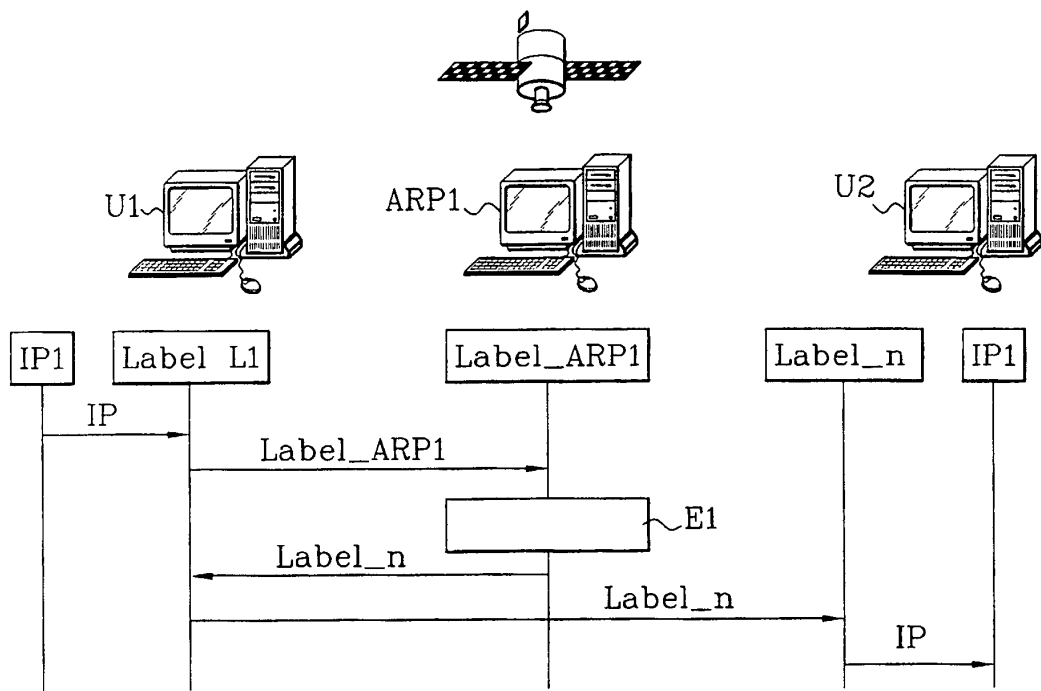 U1
ARP1
U2
IP1
Label L1
Label_ARP1
Label_n
IP1
IP
Label_ARP1
E1
Label_n
Label_n
IP